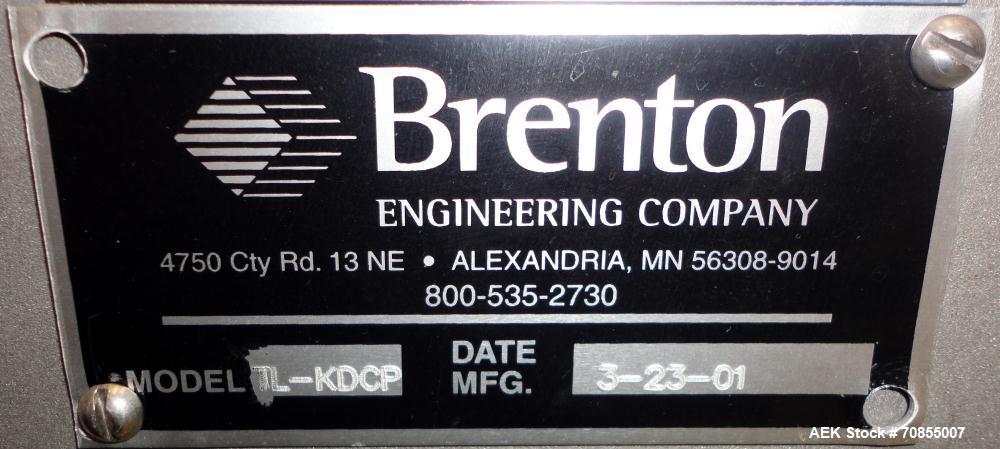 Brenton
ENGINEERING COMPANY
4750 Cty Rd. 13 NE • ALEXANDRIA, MN 56308-9014
800-535-2730
MODEL TL-KDCP
DATE MFG. 3-23-01
AEK Stock # 70855007